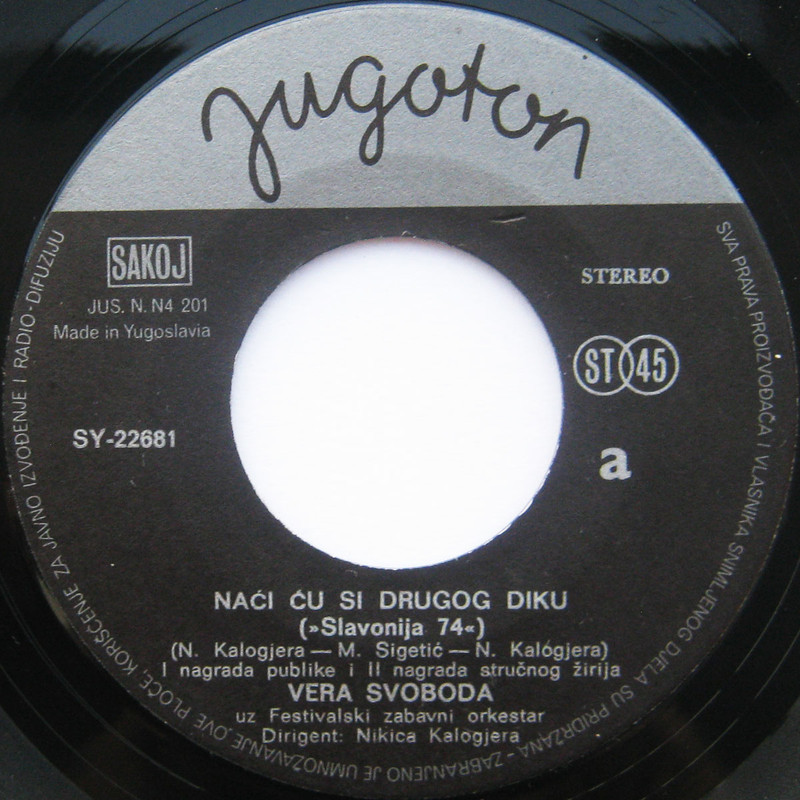 jugoton
SAKOJ
JUS. N. N4 201
Made in Yugoslavia
SY-22681
STEREO
ST 45
a
NAĆI ĆU SI DRUGOG DIKU
(»Slavonija 74«)
(N. Kalogjera — M. Sigetić — N. Kalógjera)
I nagrada publike i II nagrada stručnog žirija
VERA SVOBODA
uz Festivalski zabavni orkestar
Dirigent: Nikica Kalogjera
SVA PRAVA PROIZVOĐAČA I VLASNIKA SNIMLJENOG DJELA SU PRIDRŽANA - ZABRANJENO JE UMNOŽAVANJE OVE PLOČE, KORIŠĆENJE ZA JAVNO IZVOĐENJE I RADIO-DIFUZIJU